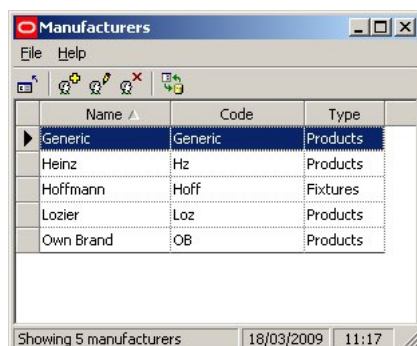 Manufacturers
File Help
Name Code Type
Generic Generic Products
Heinz Hz Products
Hoffmann Hoff Fixtures
Lozier Loz Products
Own Brand OB Products
Showing 5 manufacturers 18/03/2009 11:17